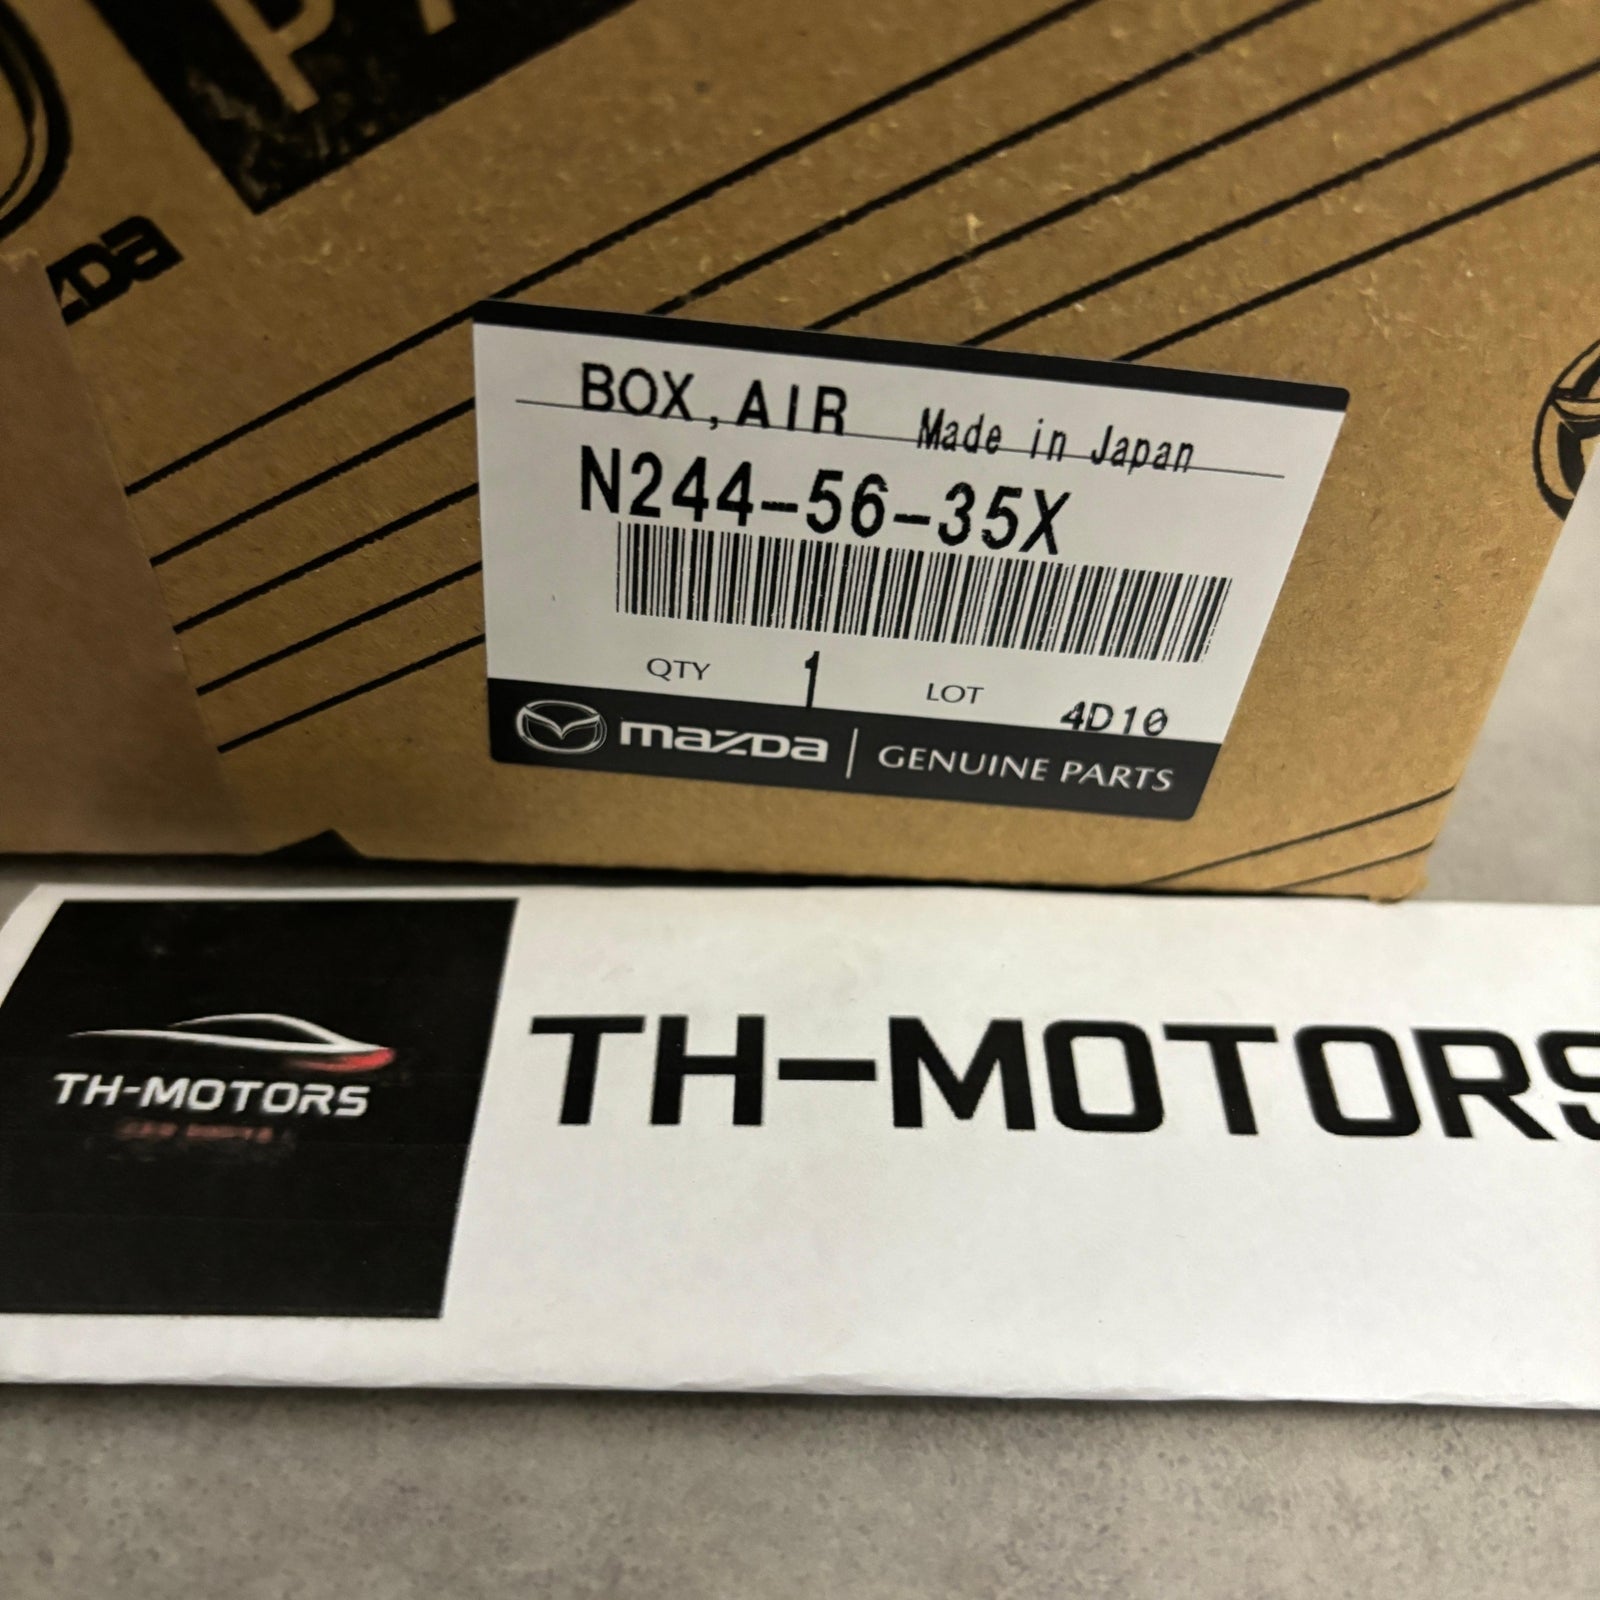 BOX,AIR Made in Japan
N244-56-35X
QTY 1 LOT 4D10
mazda GENUINE PARTS
TH-MOTORS
TH-MOTORS